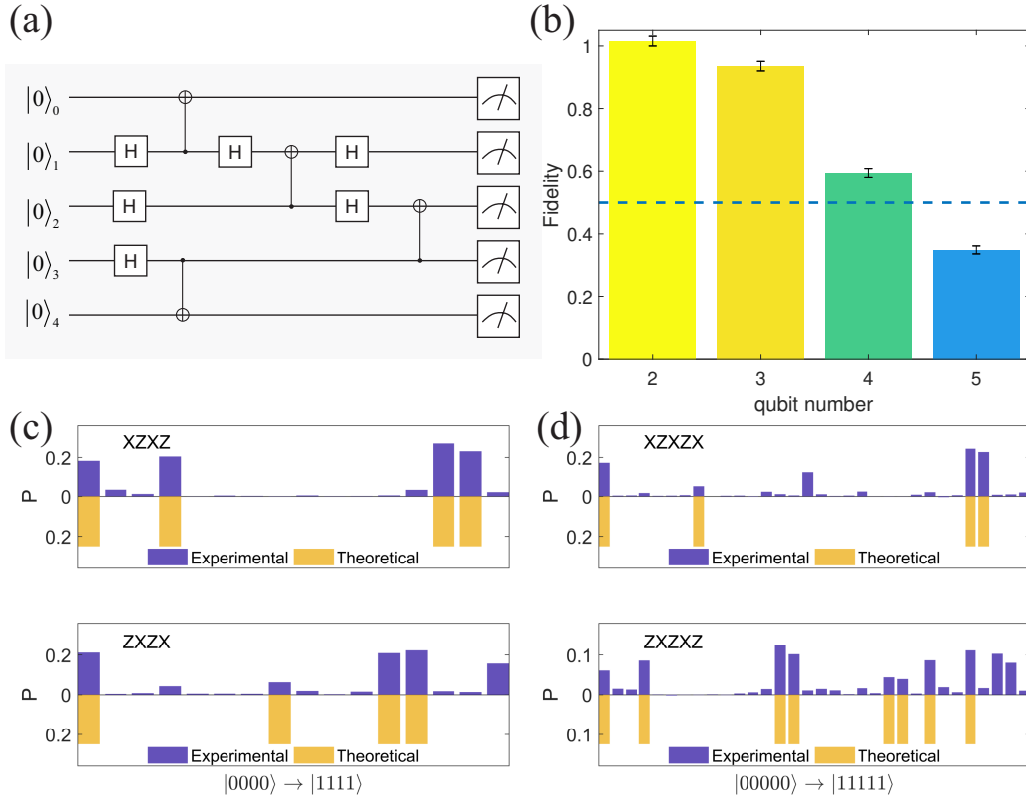 (a)
|0⟩0
|0⟩1
H
H
H
|0⟩2
H
H
|0⟩3
H
|0⟩4
(b)
1
0.8
0.6
0.4
0.2
0
Fidelity
2
3
4
5
qubit number
(c)
XZXZ
0.2
0
0.2
P
Experimental
Theoretical
ZXZX
0.2
0
0.2
P
Experimental
Theoretical
|0000⟩ → |1111⟩
(d)
XZXZX
0.2
0
0.2
P
Experimental
Theoretical
ZXZXZ
0.1
0
0.1
P
Experimental
Theoretical
|00000⟩ → |11111⟩